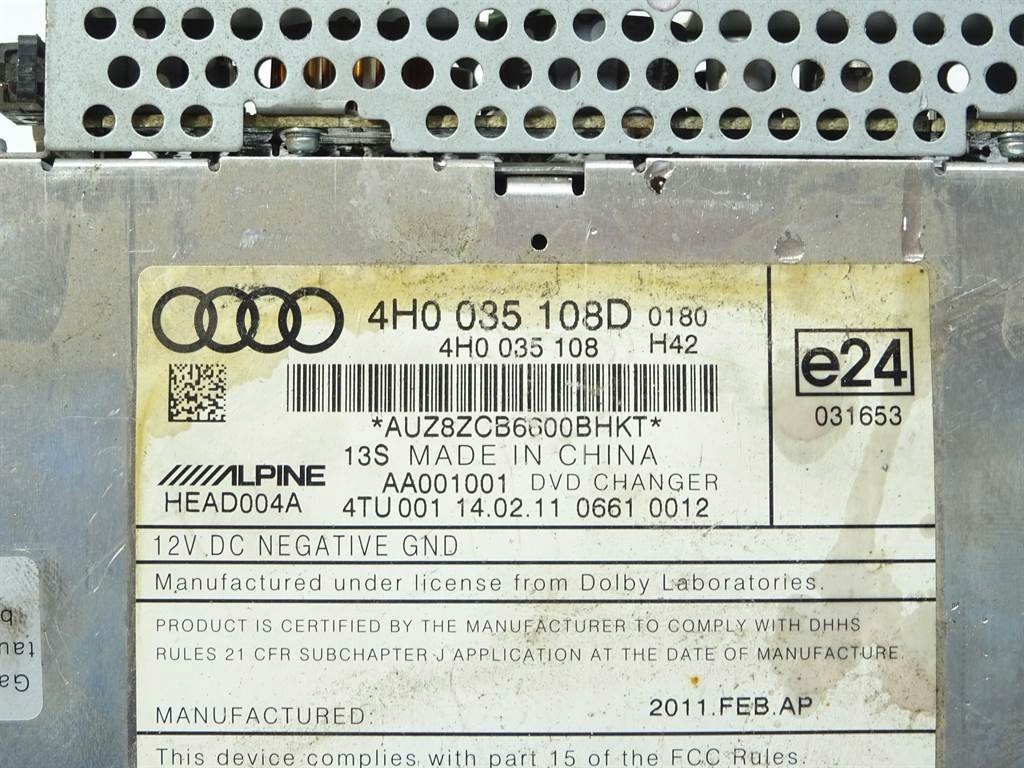 4H0 035 108D 0180
4H0 035 108 H42
*AUZ8ZCB6600BHKT*
13S MADE IN CHINA
ALPINE AA001001 DVD CHANGER
HEAD004A 4TU 001 14.02.11 0661 0012
e24
031653
12V DC NEGATIVE GND
Manufactured under license from Dolby Laboratories.
PRODUCT IS CERTIFIED BY THE MANUFACTURER TO COMPLY WITH DHHS
RULES 21 CFR SUBCHAPTER J APPLICATION AT THE DATE OF MANUFACTURE.
MANUFACTURED: 2011.FEB.AP
This device complies with part 15 of the FCC Rules.